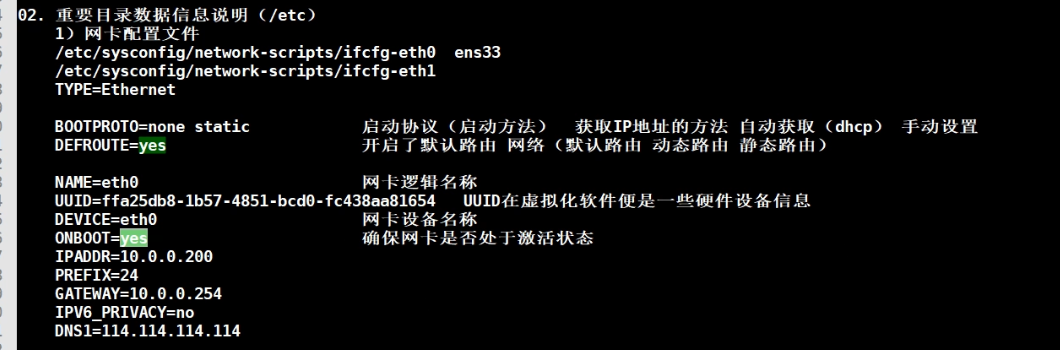 02. 重要目录数据信息说明（/etc）
1）网卡配置文件
/etc/sysconfig/network-scripts/ifcfg-eth0  ens33
/etc/sysconfig/network-scripts/ifcfg-eth1
TYPE=Ethernet
BOOTPROTO=none static 启动协议（启动方法） 获取IP地址的方法 自动获取（dhcp） 手动设置
DEFROUTE=yes 开启了默认路由 网络（默认路由 动态路由 静态路由）
NAME=eth0 网卡逻辑名称
UUID=ffa25db8-1b57-4851-bcd0-fc438aa81654 UUID在虚拟化软件便是一些硬件设备信息
DEVICE=eth0 网卡设备名称
ONBOOT=yes 确保网卡是否处于激活状态
IPADDR=10.0.0.200
PREFIX=24
GATEWAY=10.0.0.254
IPV6_PRIVACY=no
DNS1=114.114.114.114